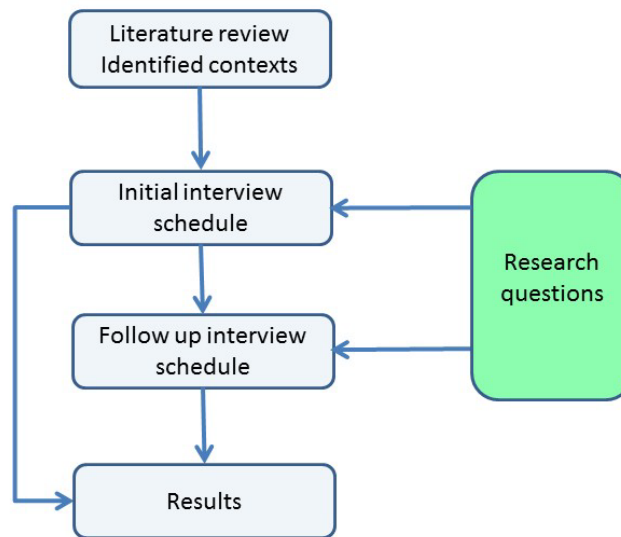 Literature review
Identified contexts
Initial interview
schedule
Research
questions
Follow up interview
schedule
Results